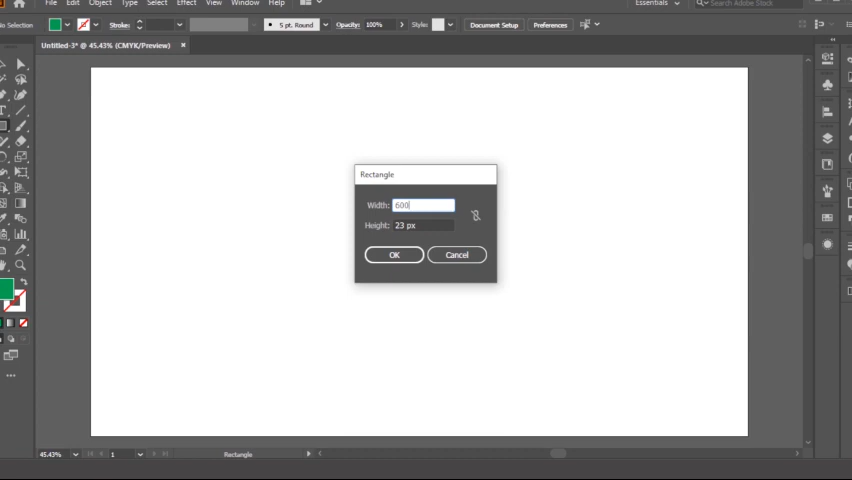 File Edit Object Type Select Effect View Window Help Essentials Search Adobe Stock
No Selection Stroke: 5 pt. Round Opacity: 100% Style: Document Setup Preferences
Untitled-3* @ 45.43% (CMYK/Preview) ×
Rectangle
Width: 600
Height: 23 px
OK Cancel
45.43% 1 Rectangle